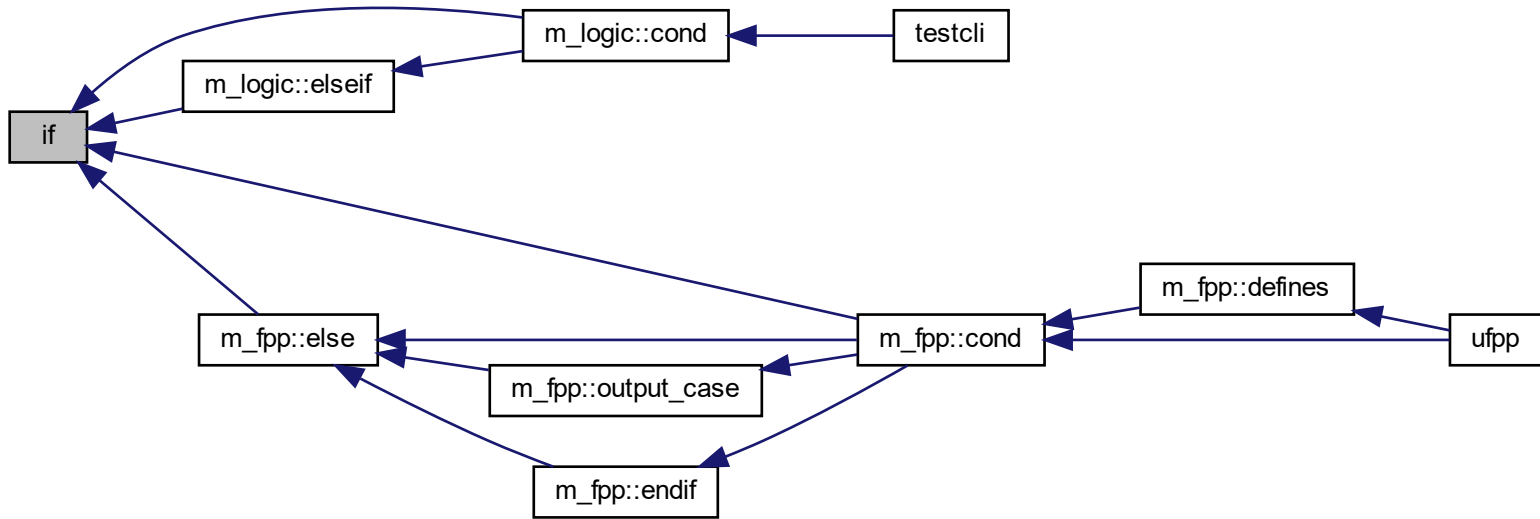 m_logic::cond
testcli
m_logic::elseif
if
m_fpp::defines
m_fpp::else
m_fpp::cond
ufpp
m_fpp::output_case
m_fpp::endif